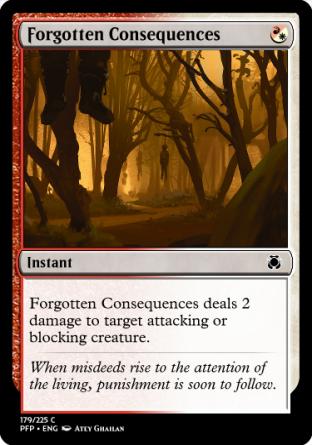 Forgotten Consequences
Instant
Forgotten Consequences deals 2
damage to target attacking or
blocking creature.
When misdeeds rise to the attention of
the living, punishment is soon to follow.
179/225 C
PFP • ENG ATEY GHAILAN